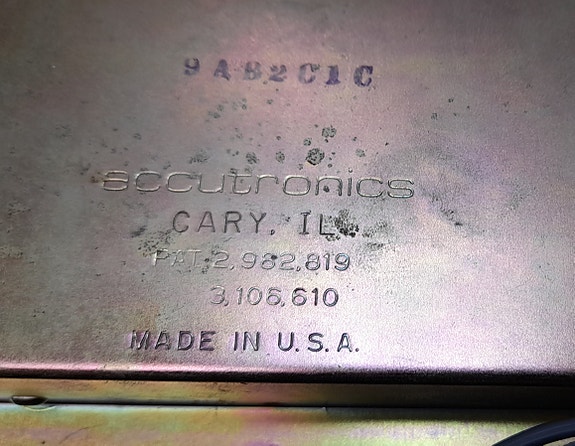 9AB2C1C
accutronics
CARY, IL.
PAT. 2,982,819
3,106,610
MADE IN U.S.A.